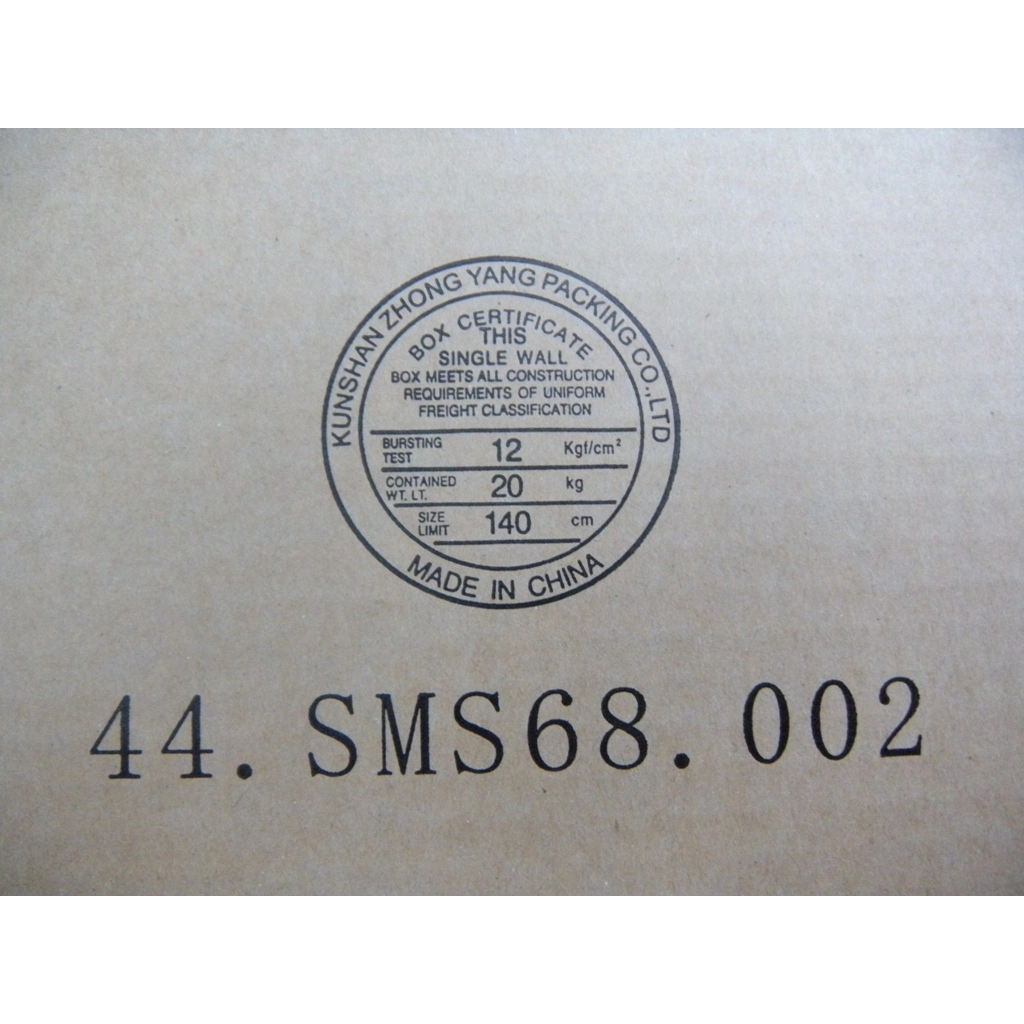 KUNSHAN ZHONG YANG PACKING CO.,LTD
BOX CERTIFICATE
THIS
SINGLE WALL
BOX MEETS ALL CONSTRUCTION
REQUIREMENTS OF UNIFORM
FREIGHT CLASSIFICATION
BURSTING TEST 12 Kgf/cm²
CONTAINED WT. LT. 20 kg
SIZE LIMIT 140 cm
MADE IN CHINA
44.SMS68.002